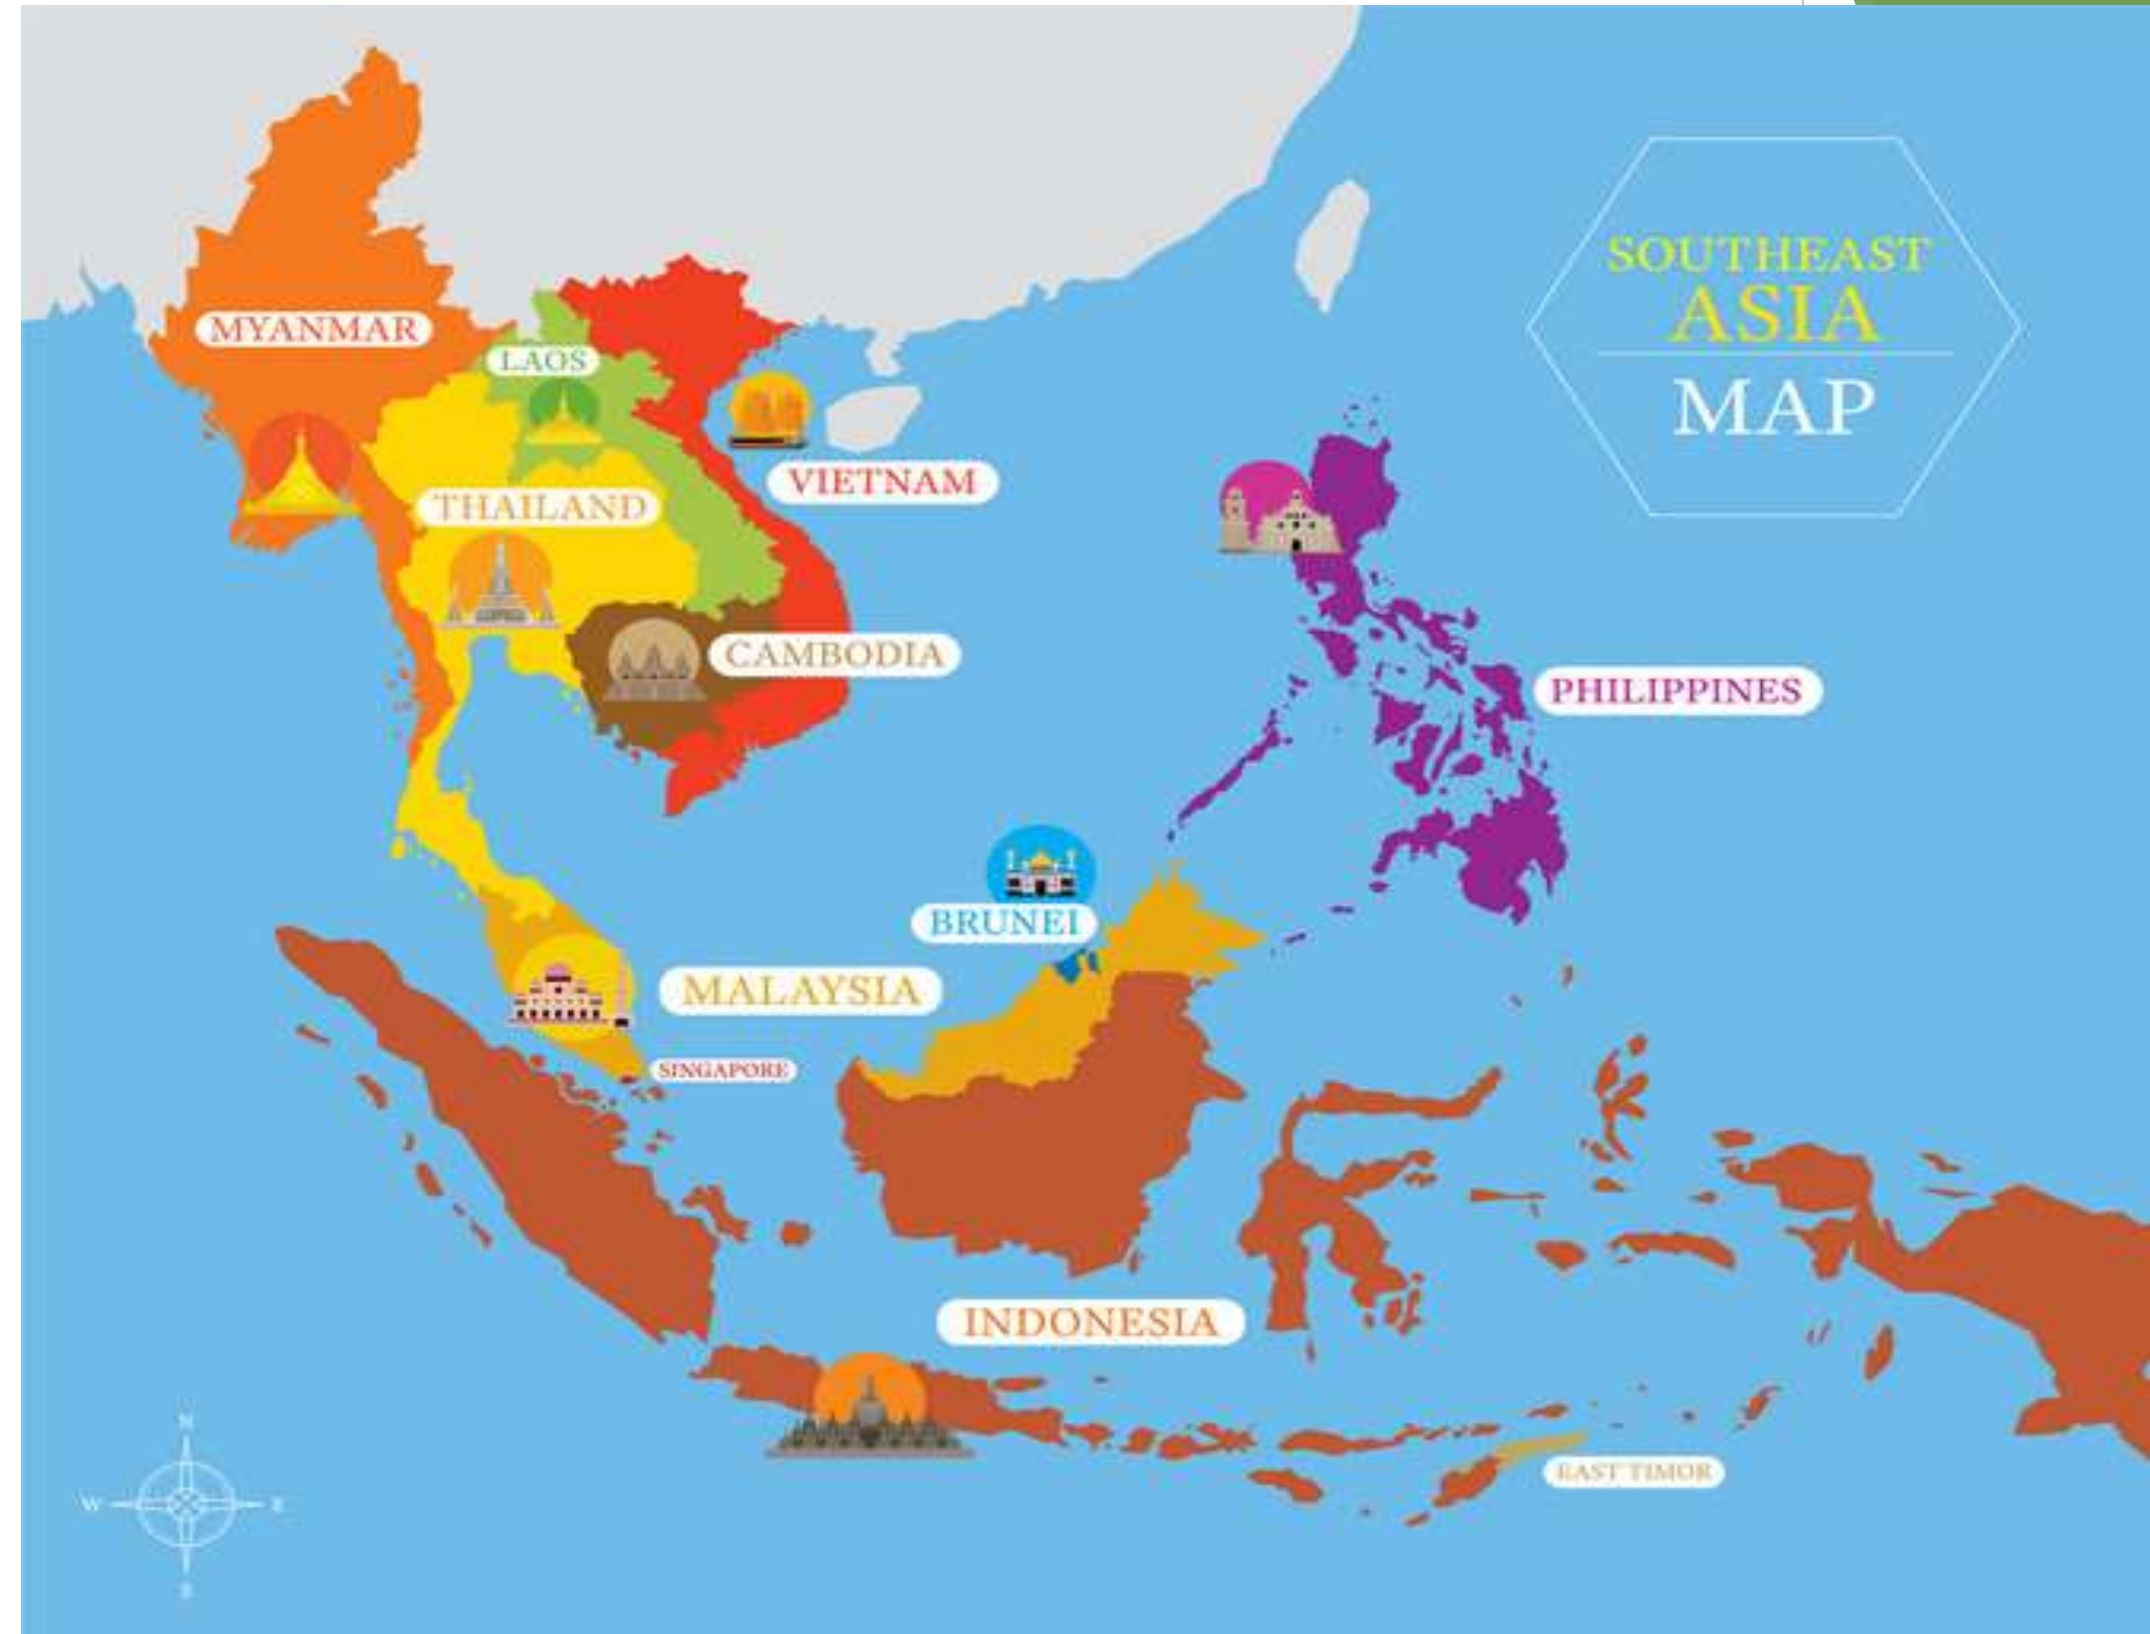 SOUTHEAST
ASIA
MAP
MYANMAR
LAOS
VIETNAM
THAILAND
CAMBODIA
PHILIPPINES
BRUNEI
MALAYSIA
SINGAPORE
INDONESIA
EAST TIMOR
N
W E
S